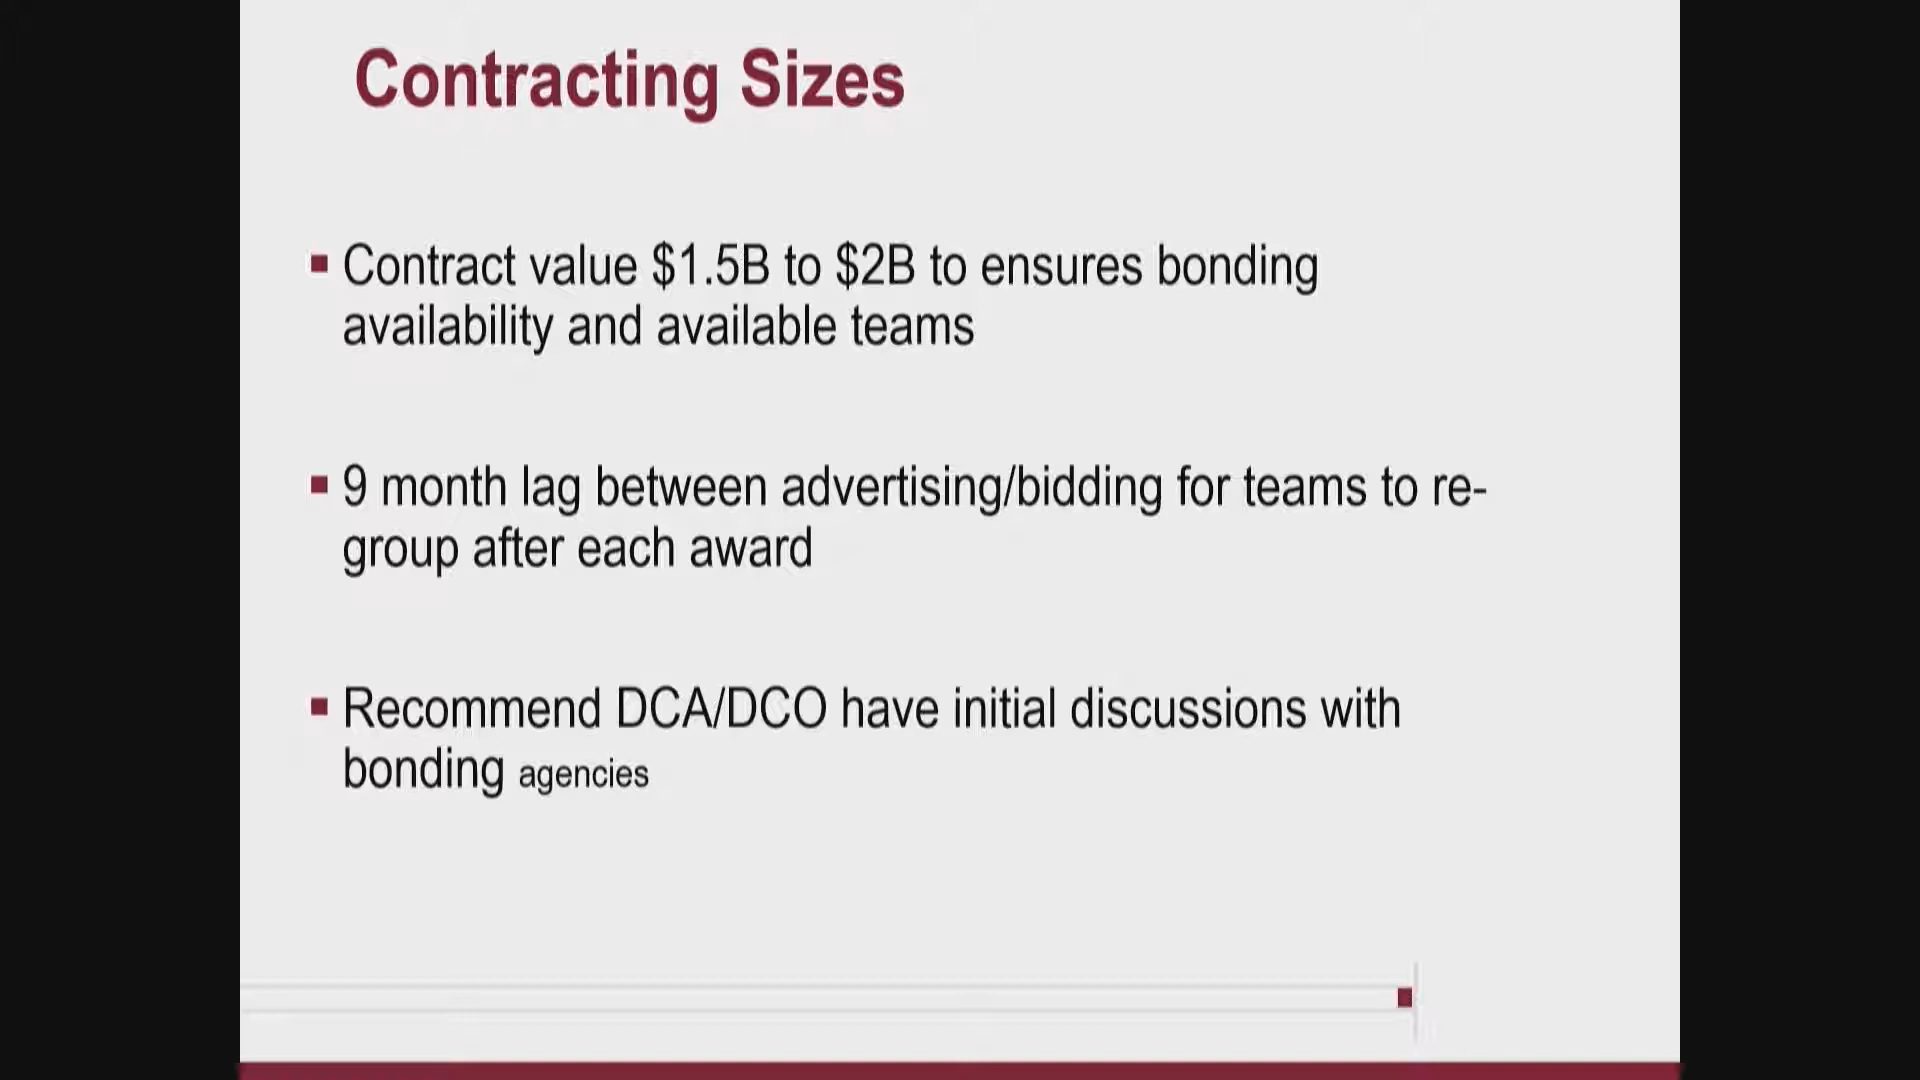 Contracting Sizes
Contract value $1.5B to $2B to ensures bonding
availability and available teams
9 month lag between advertising/bidding for teams to re-
group after each award
Recommend DCA/DCO have initial discussions with
bonding agencies